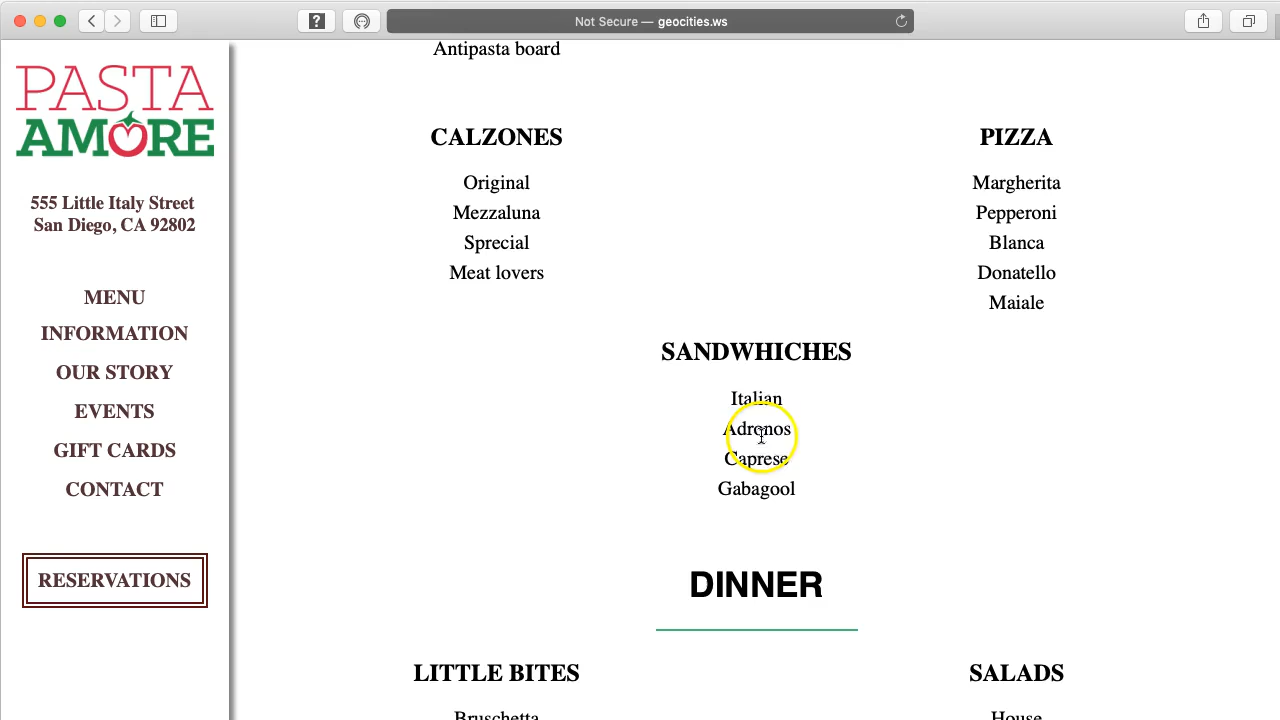 Not Secure — geocities.ws
PASTA
AMORE
555 Little Italy Street
San Diego, CA 92802
MENU
INFORMATION
OUR STORY
EVENTS
GIFT CARDS
CONTACT
RESERVATIONS
Antipasta board
CALZONES
Original
Mezzaluna
Sprecial
Meat lovers
PIZZA
Margherita
Pepperoni
Blanca
Donatello
Maiale
SANDWHICHES
Italian
Adronos
Caprese
Gabagool
DINNER
LITTLE BITES
Bruschetta
SALADS
House